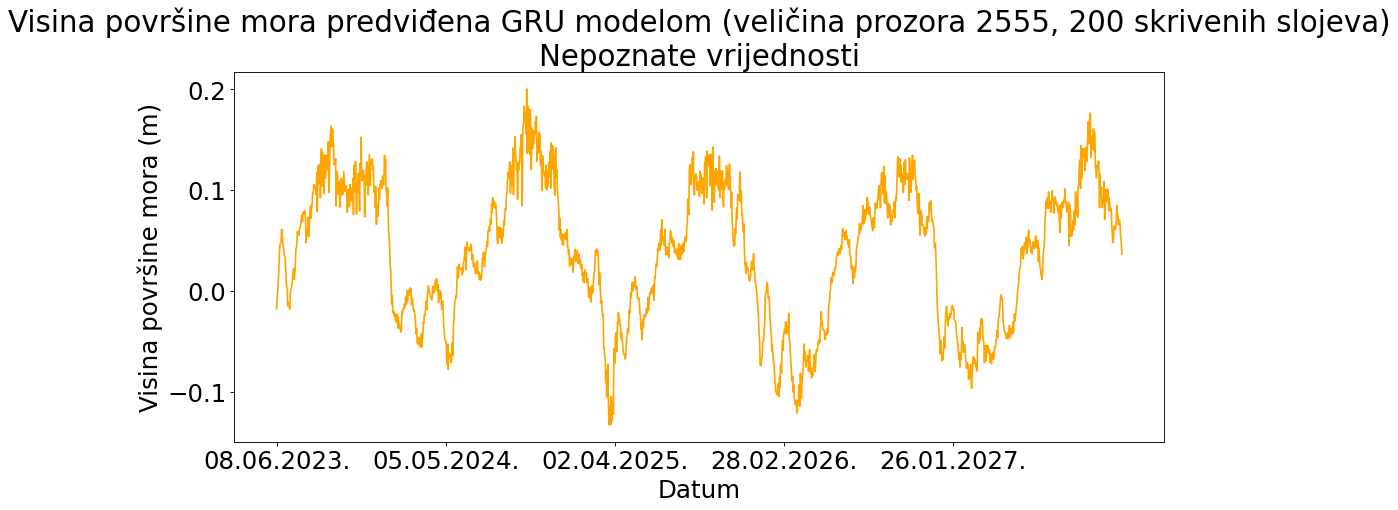 Visina površine mora predviđena GRU modelom (veličina prozora 2555, 200 skrivenih slojeva)
Nepoznate vrijednosti
Visina površine mora (m)
0.2
0.1
0.0
−0.1
08.06.2023. 05.05.2024. 02.04.2025. 28.02.2026. 26.01.2027.
Datum